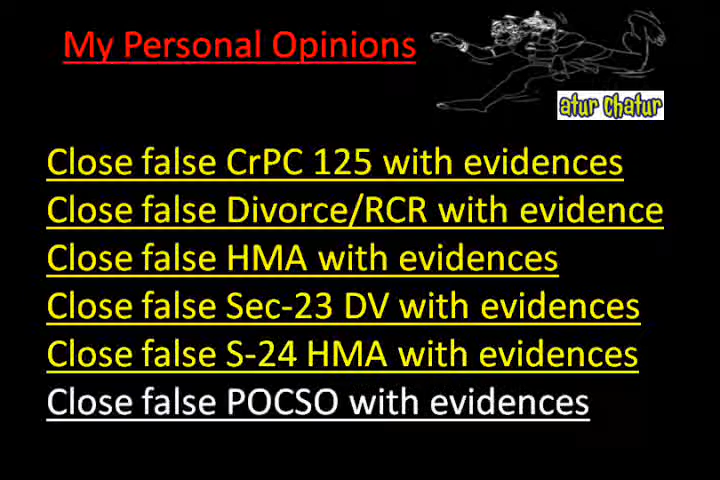 My Personal Opinions
atur chatur
Close false CrPC 125 with evidences
Close false Divorce/RCR with evidence
Close false HMA with evidences
Close false Sec-23 DV with evidences
Close false S-24 HMA with evidences
Close false POCSO with evidences